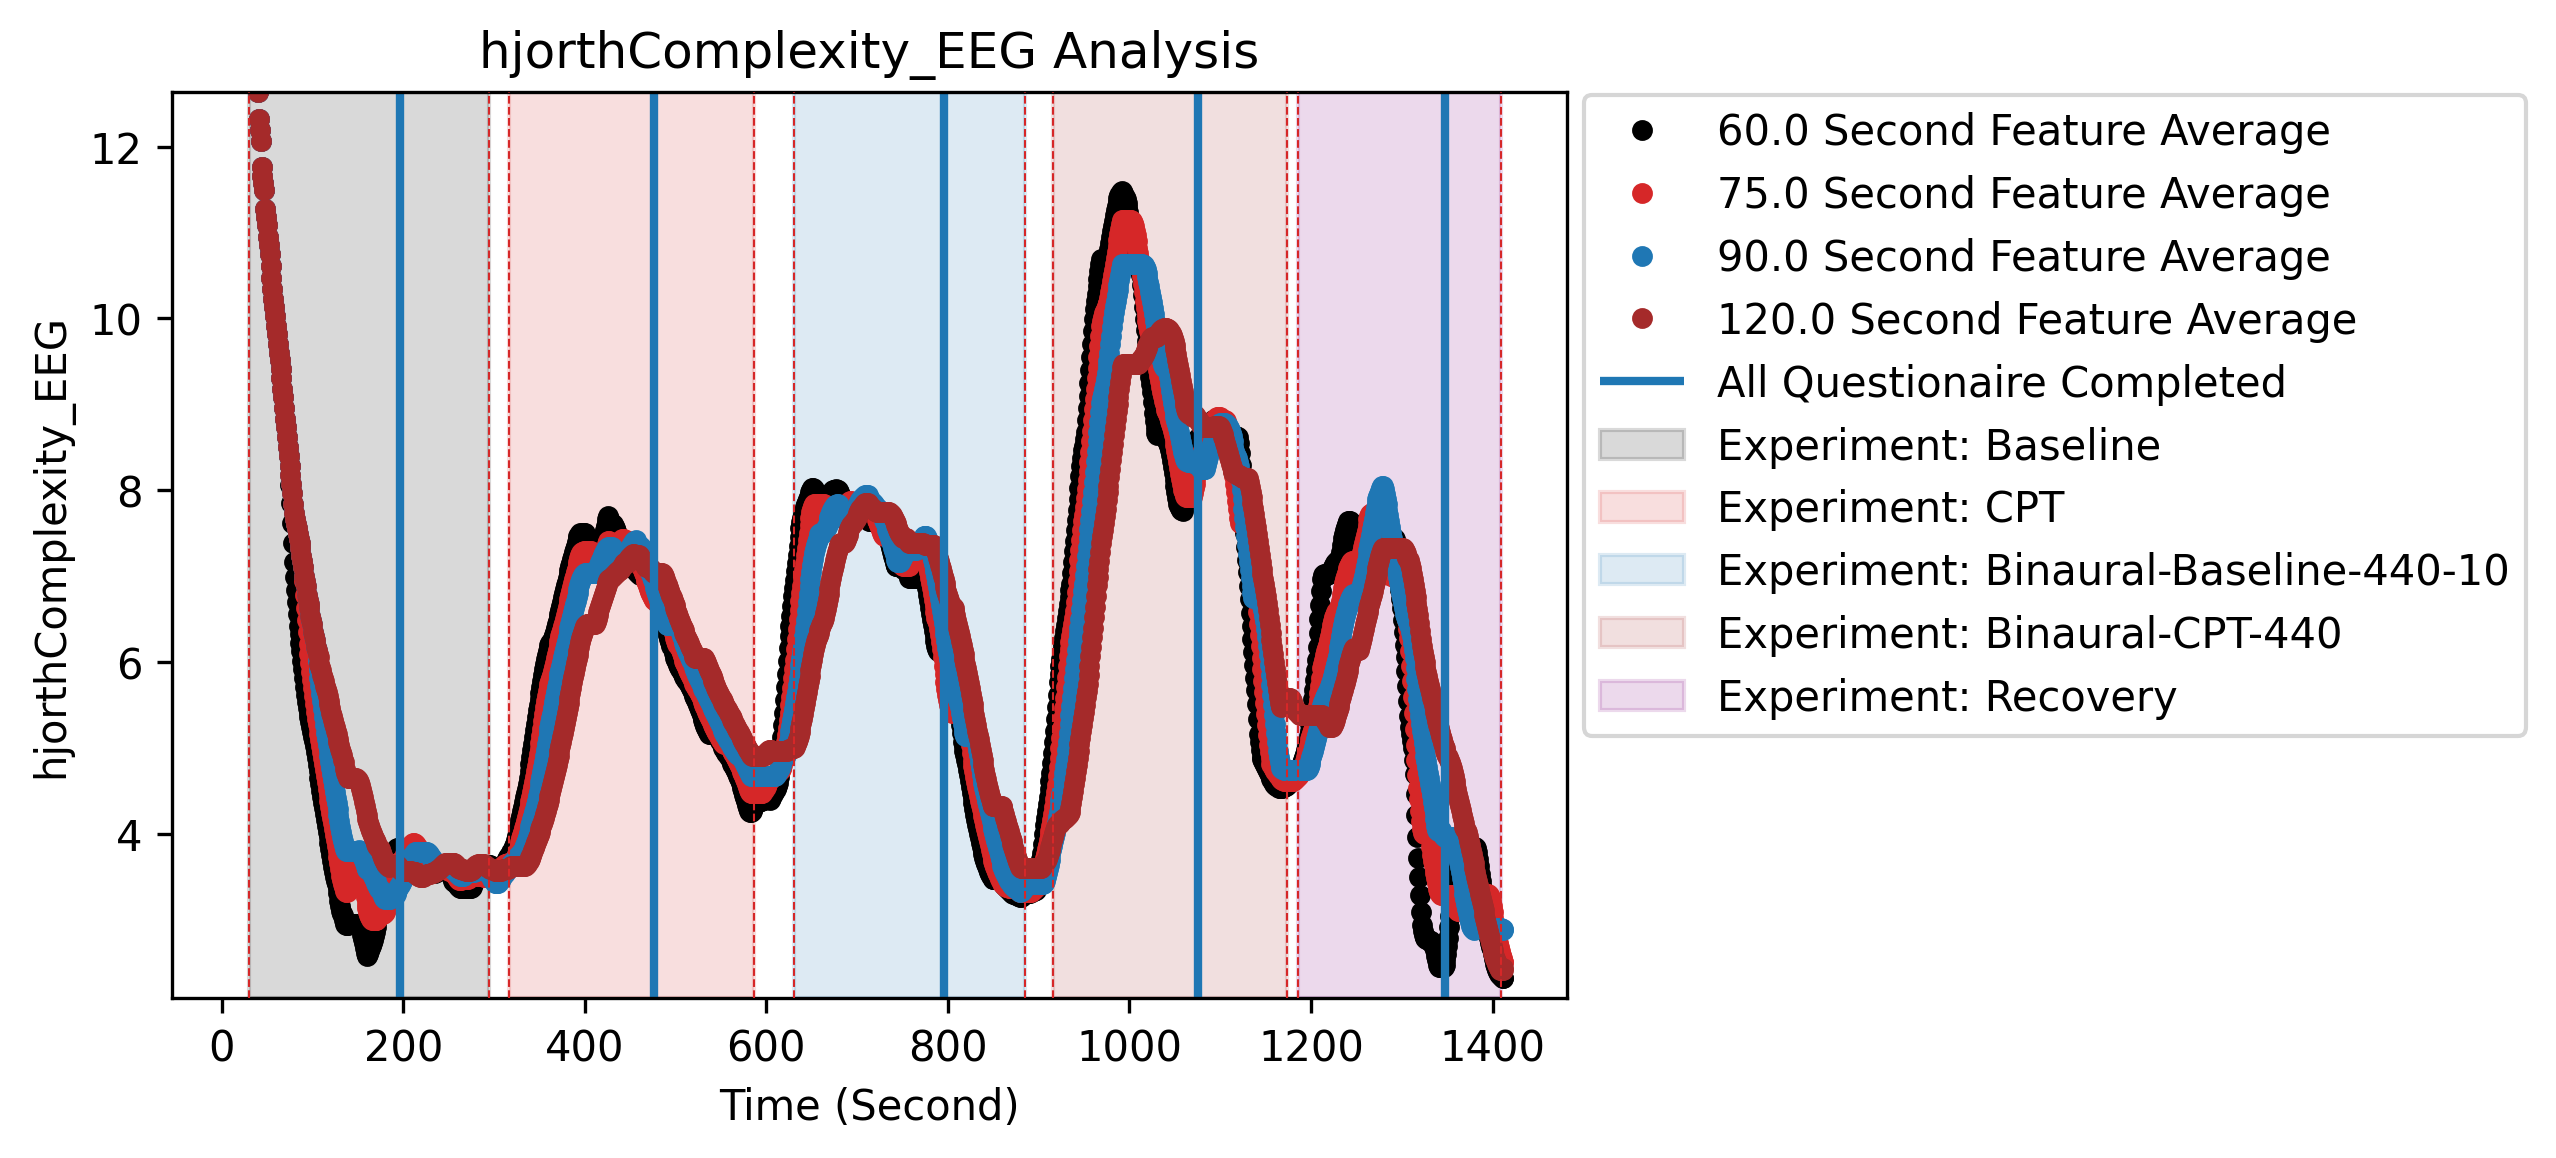 hjorthComplexity_EEG Analysis
hjorthComplexity_EEG
12
10
8
6
4
0 200 400 600 800 1000 1200 1400
Time (Second)
60.0 Second Feature Average
75.0 Second Feature Average
90.0 Second Feature Average
120.0 Second Feature Average
All Questionaire Completed
Experiment: Baseline
Experiment: CPT
Experiment: Binaural-Baseline-440-10
Experiment: Binaural-CPT-440
Experiment: Recovery